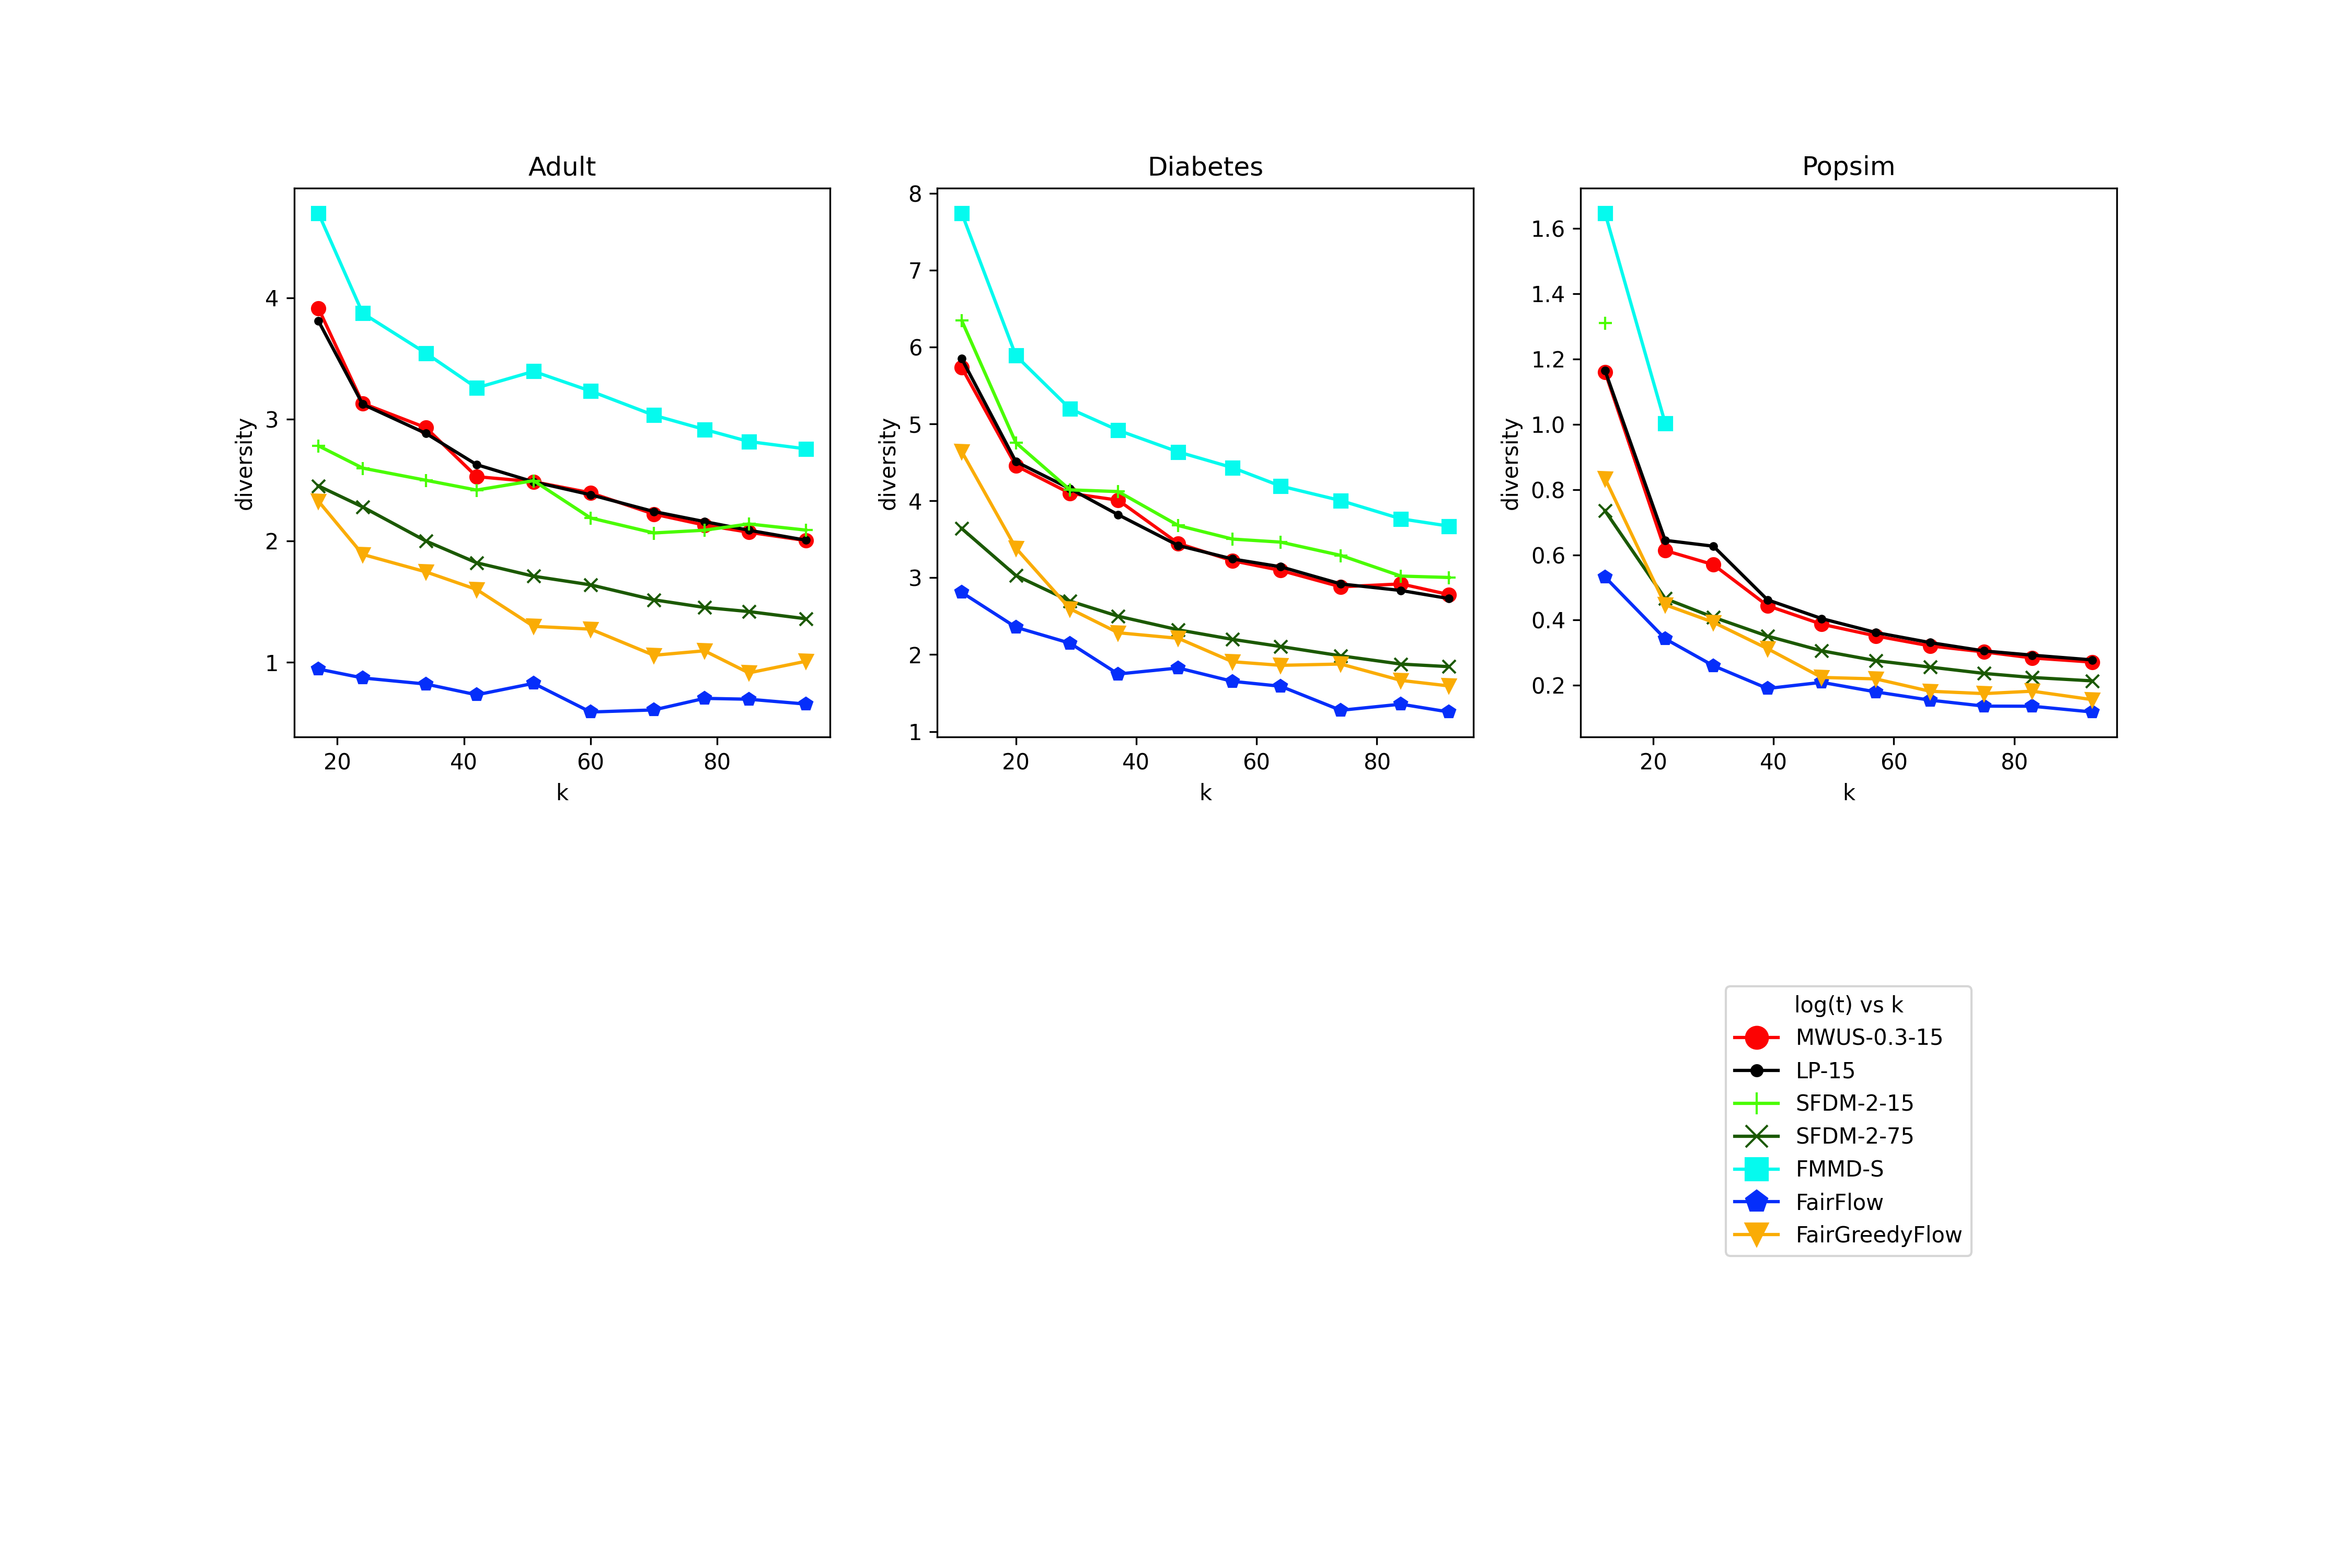 Adult
diversity
4
3
2
1
20 40 60 80
k
Diabetes
diversity
8
7
6
5
4
3
2
1
20 40 60 80
k
Popsim
diversity
1.6
1.4
1.2
1.0
0.8
0.6
0.4
0.2
20 40 60 80
k
log(t) vs k
MWUS-0.3-15
LP-15
SFDM-2-15
SFDM-2-75
FMMD-S
FairFlow
FairGreedyFlow